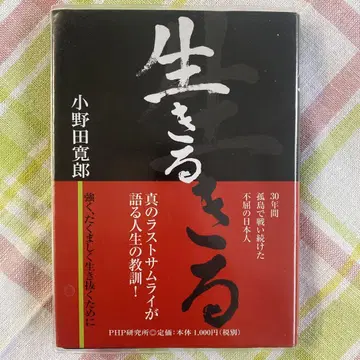 生きる
小野田寛郎
強く、たくましく生き抜くために
30年間
孤島で戦い続けた
不屈の日本人
真のラストサムライが
語る人生の教訓!
生きる
PHP研究所◎定価:本体1,000円(税別)